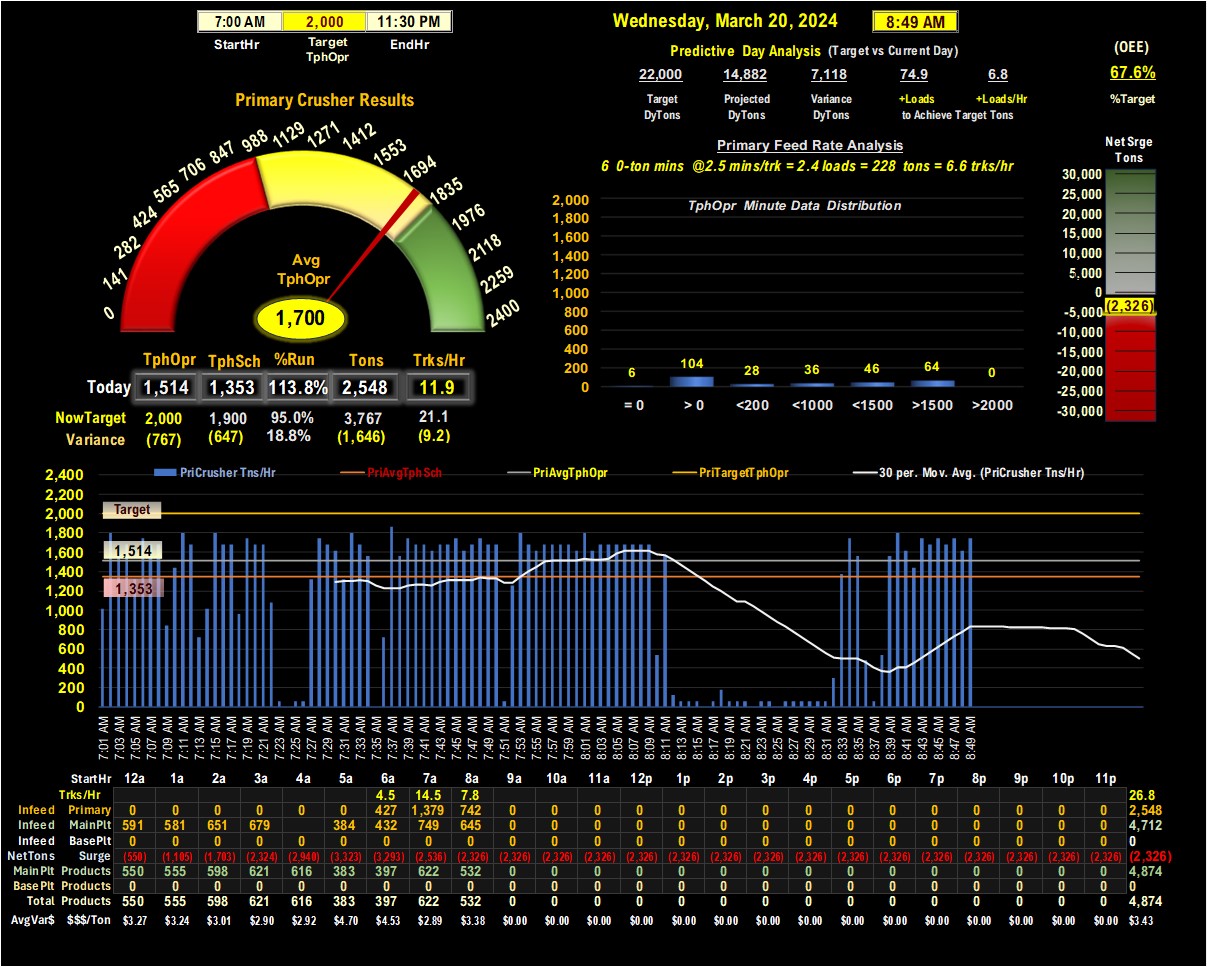 7:00 AM 2,000 11:30 PM
StartHr Target TphOpr EndHr
Wednesday, March 20, 2024 8:49 AM
Predictive Day Analysis (Target vs Current Day)
22,000 14,882 7,118 74.9 6.8
Target Projected Variance +Loads +Loads/Hr
DyTons DyTons DyTons to Achieve Target Tons
(OEE)
67.6%
%Target
Primary Crusher Results
0 141 282 424 565 706 847 988 1129 1271 1412 1553 1694 1835 1976 2118 2259 2400
Avg
TphOpr
1,700
TphOpr TphSch %Run Tons Trks/Hr
Today 1,514 1,353 113.8% 2,548 11.9
NowTarget 2,000 1,900 95.0% 3,767 21.1
Variance (767) (647) 18.8% (1,646) (9.2)
Primary Feed Rate Analysis
6 0-ton mins @2.5 mins/trk = 2.4 loads = 228 tons = 6.6 trks/hr
TphOpr Minute Data Distribution
2,000
1,800
1,600
1,400
1,200
1,000
800
600
400
200
0
6 104 28 36 46 64 0
= 0 > 0 <200 <1000 <1500 >1500 >2000
Net Srge
Tons
30,000
25,000
20,000
15,000
10,000
5,000
0
(2,326)
-5,000
-10,000
-15,000
-20,000
-25,000
-30,000
PriCrusher Tns/Hr PriAvgTphSch PriAvgTphOpr PriTargetTphOpr 30 per. Mov. Avg. (PriCrusher Tns/Hr)
2,400
2,200
2,000
1,800
1,600
1,400
1,200
1,000
800
600
400
200
0
Target
1,514
1,353
7:01 AM 7:03 AM 7:05 AM 7:07 AM 7:09 AM 7:11 AM 7:13 AM 7:15 AM 7:17 AM 7:19 AM 7:21 AM 7:23 AM 7:25 AM 7:27 AM 7:29 AM 7:31 AM 7:33 AM 7:35 AM 7:37 AM 7:39 AM 7:41 AM 7:43 AM 7:45 AM 7:47 AM 7:49 AM 7:51 AM 7:53 AM 7:55 AM 7:57 AM 7:59 AM 8:01 AM 8:03 AM 8:05 AM 8:07 AM 8:09 AM 8:11 AM 8:13 AM 8:15 AM 8:17 AM 8:19 AM 8:21 AM 8:23 AM 8:25 AM 8:27 AM 8:29 AM 8:31 AM 8:33 AM 8:35 AM 8:37 AM 8:39 AM 8:41 AM 8:43 AM 8:45 AM 8:47 AM 8:49 AM
StartHr 12a 1a 2a 3a 4a 5a 6a 7a 8a 9a 10a 11a 12p 1p 2p 3p 4p 5p 6p 7p 8p 9p 10p 11p
Trks/Hr 4.5 14.5 7.8 26.8
Infeed Primary 0 0 0 0 0 0 427 1,379 742 0 0 0 0 0 0 0 0 0 0 0 0 0 0 0 2,548
Infeed MainPlt 591 581 651 679 384 432 749 645 0 0 0 0 0 0 0 0 0 0 0 0 0 0 0 4,712
Infeed BasePlt 0 0 0 0 0 0 0 0 0 0 0 0 0 0 0 0 0 0 0 0 0 0 0 0 0
NetTons Surge (550) (1,105) (1,703) (2,324) (2,940) (3,323) (3,293) (2,536) (2,326) (2,326) (2,326) (2,326) (2,326) (2,326) (2,326) (2,326) (2,326) (2,326) (2,326) (2,326) (2,326) (2,326) (2,326) (2,326) (2,326)
MainPlt Products 550 555 598 621 616 383 397 622 532 0 0 0 0 0 0 0 0 0 0 0 0 0 0 0 4,874
Base Plt Products 0 0 0 0 0 0 0 0 0 0 0 0 0 0 0 0 0 0 0 0 0 0 0 0 0
Total Products 550 555 598 621 616 383 397 622 532 0 0 0 0 0 0 0 0 0 0 0 0 0 0 0 4,874
AvgVar$ $$$/Ton $3.27 $3.24 $3.01 $2.90 $2.92 $4.70 $4.53 $2.89 $3.38 $0.00 $0.00 $0.00 $0.00 $0.00 $0.00 $0.00 $0.00 $0.00 $0.00 $0.00 $0.00 $0.00 $0.00 $0.00 $3.43